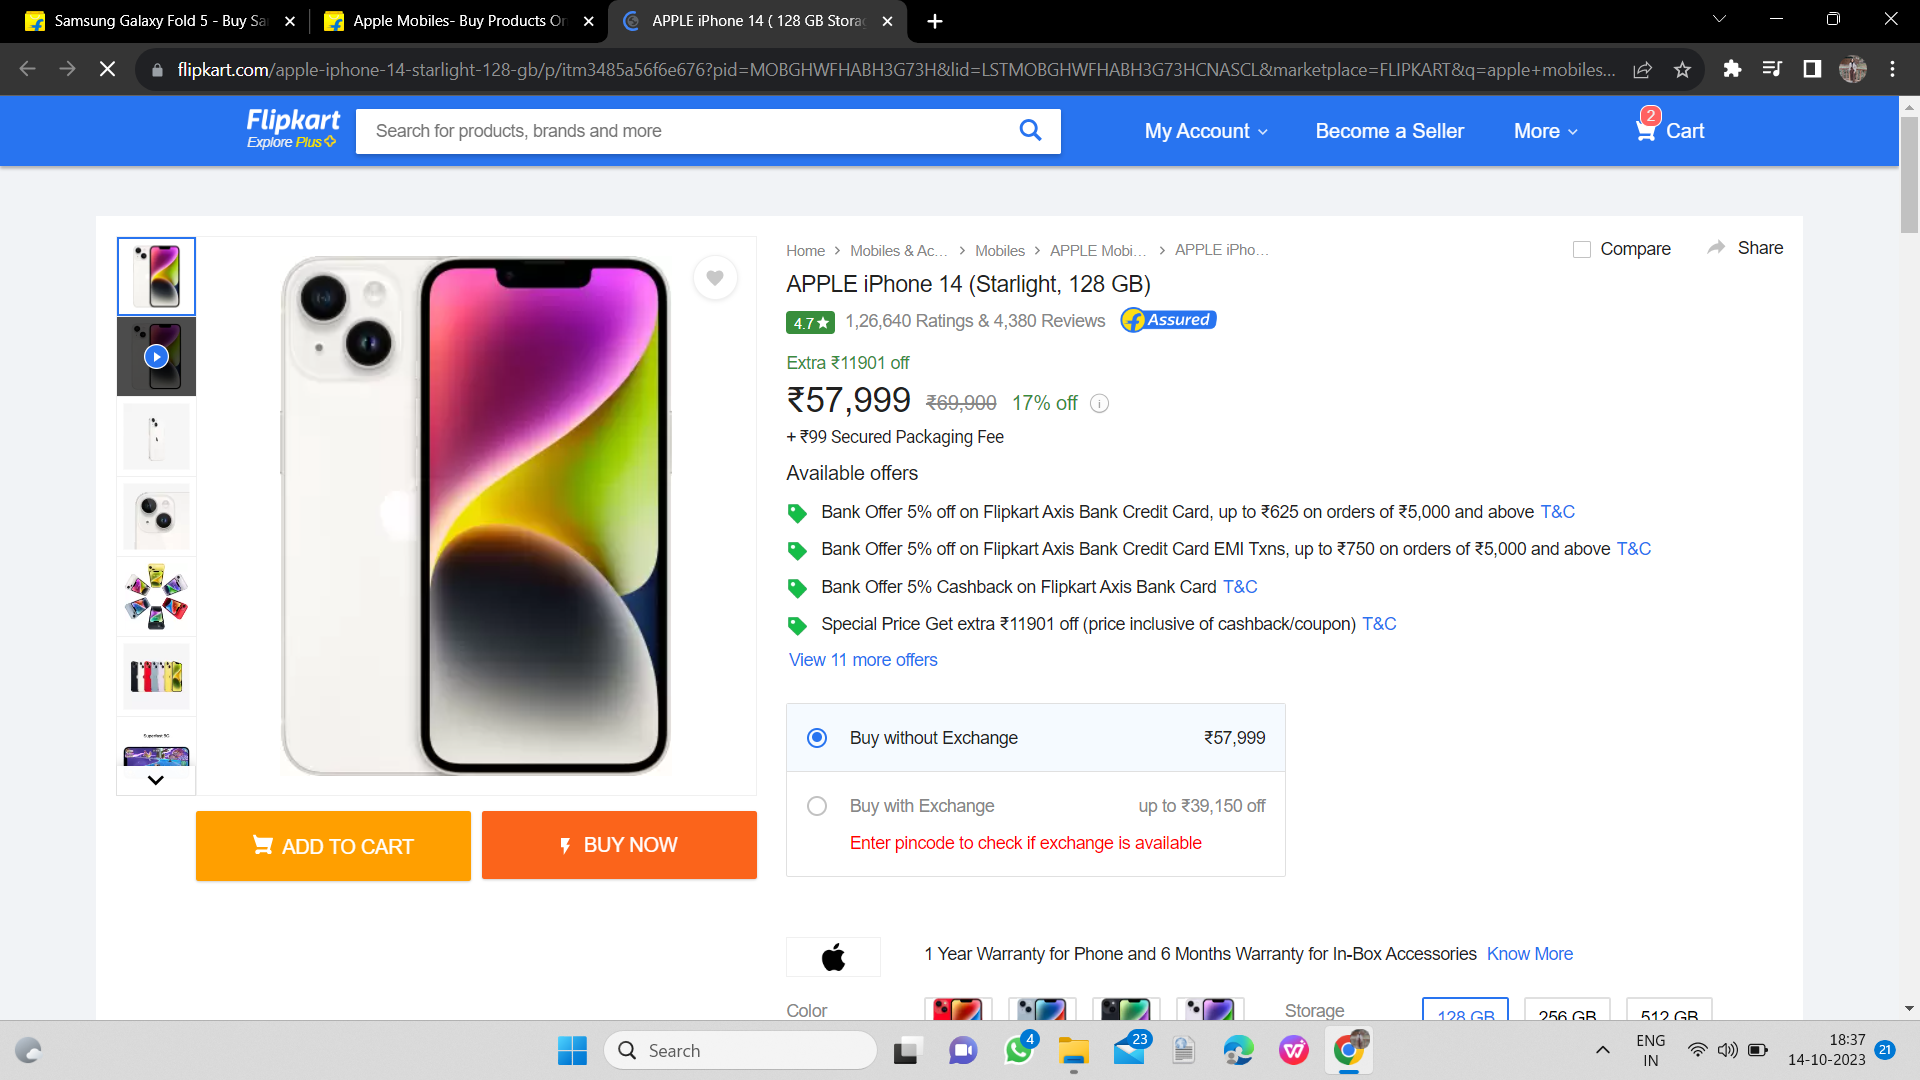 Samsung Galaxy Fold 5 - Buy Sa
Apple Mobiles- Buy Products On
APPLE iPhone 14 ( 128 GB Storag
flipkart.com/apple-iphone-14-starlight-128-gb/p/itm3485a56f6e676?pid=MOBGHWFHABH3G73H&lid=LSTMOBGHWFHABH3G73HCNASCL&marketplace=FLIPKART&q=apple+mobiles...
Flipkart
Explore Plus
Search for products, brands and more
My Account
Become a Seller
More
2
Cart
Home > Mobiles & Ac... > Mobiles > APPLE Mobi... > APPLE iPho...
Compare
Share
APPLE iPhone 14 (Starlight, 128 GB)
4.7★ 1,26,640 Ratings & 4,380 Reviews
Assured
Extra ₹11901 off
₹57,999 ₹69,900 17% off
+ ₹99 Secured Packaging Fee
Available offers
Bank Offer 5% off on Flipkart Axis Bank Credit Card, up to ₹625 on orders of ₹5,000 and above T&C
Bank Offer 5% off on Flipkart Axis Bank Credit Card EMI Txns, up to ₹750 on orders of ₹5,000 and above T&C
Bank Offer 5% Cashback on Flipkart Axis Bank Card T&C
Special Price Get extra ₹11901 off (price inclusive of cashback/coupon) T&C
View 11 more offers
Superfast 5G
Buy without Exchange ₹57,999
Buy with Exchange up to ₹39,150 off
Enter pincode to check if exchange is available
ADD TO CART
BUY NOW
1 Year Warranty for Phone and 6 Months Warranty for In-Box Accessories Know More
Color
Storage
128 GB
256 GB
512 GB
Search
4
23
ENG
IN
18:37
14-10-2023
21